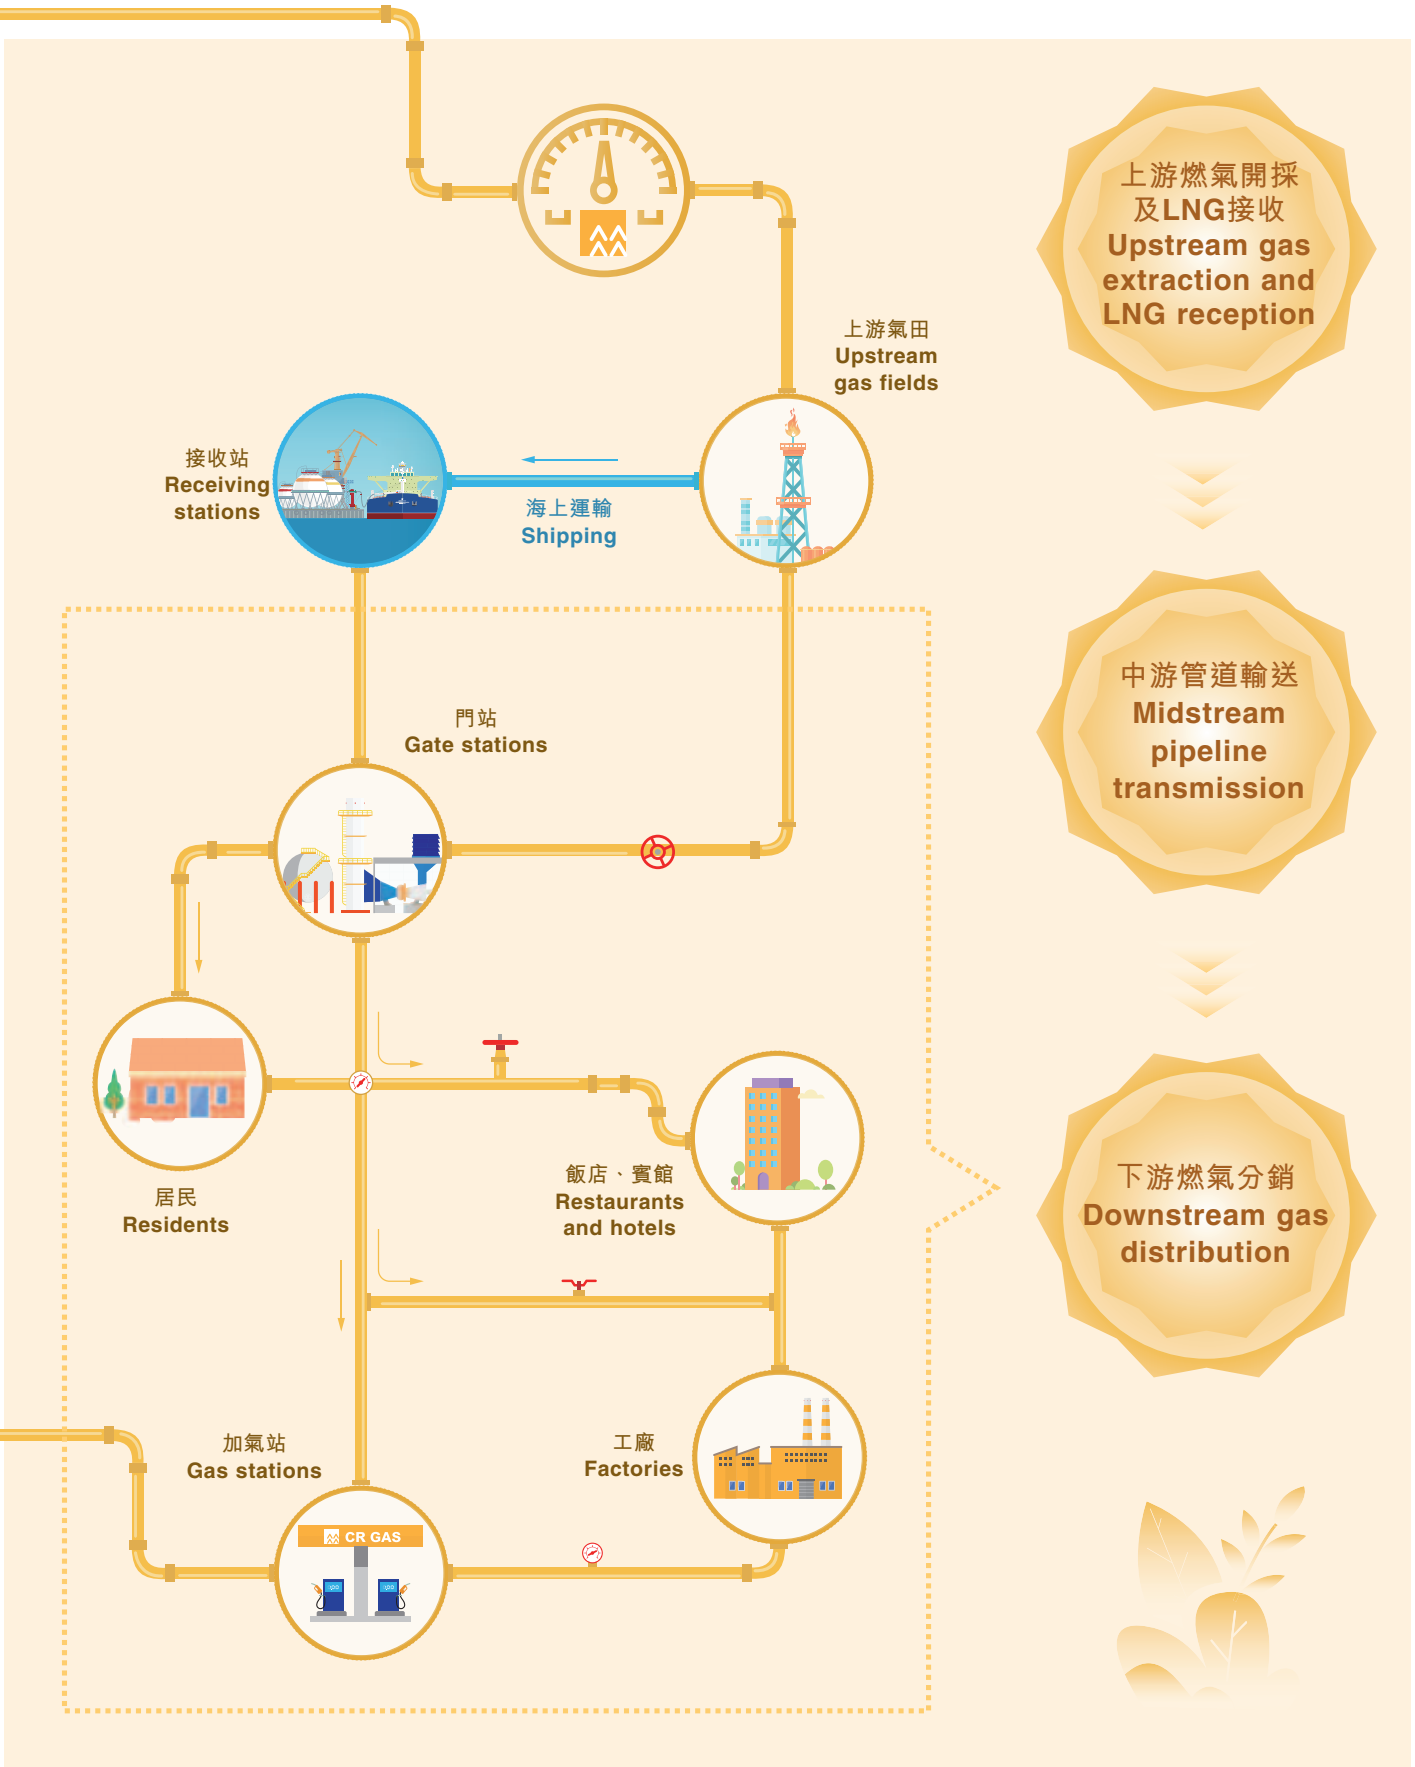 上游燃氣開採
及LNG接收
Upstream gas
extraction and
LNG reception
上游氣田
Upstream
gas fields
接收站
Receiving
stations
海上運輸
Shipping
中游管道輸送
Midstream
pipeline
transmission
門站
Gate stations
飯店、賓館
Restaurants
and hotels
居民
Residents
下游燃氣分銷
Downstream gas
distribution
加氣站
Gas stations
工廠
Factories
CR GAS